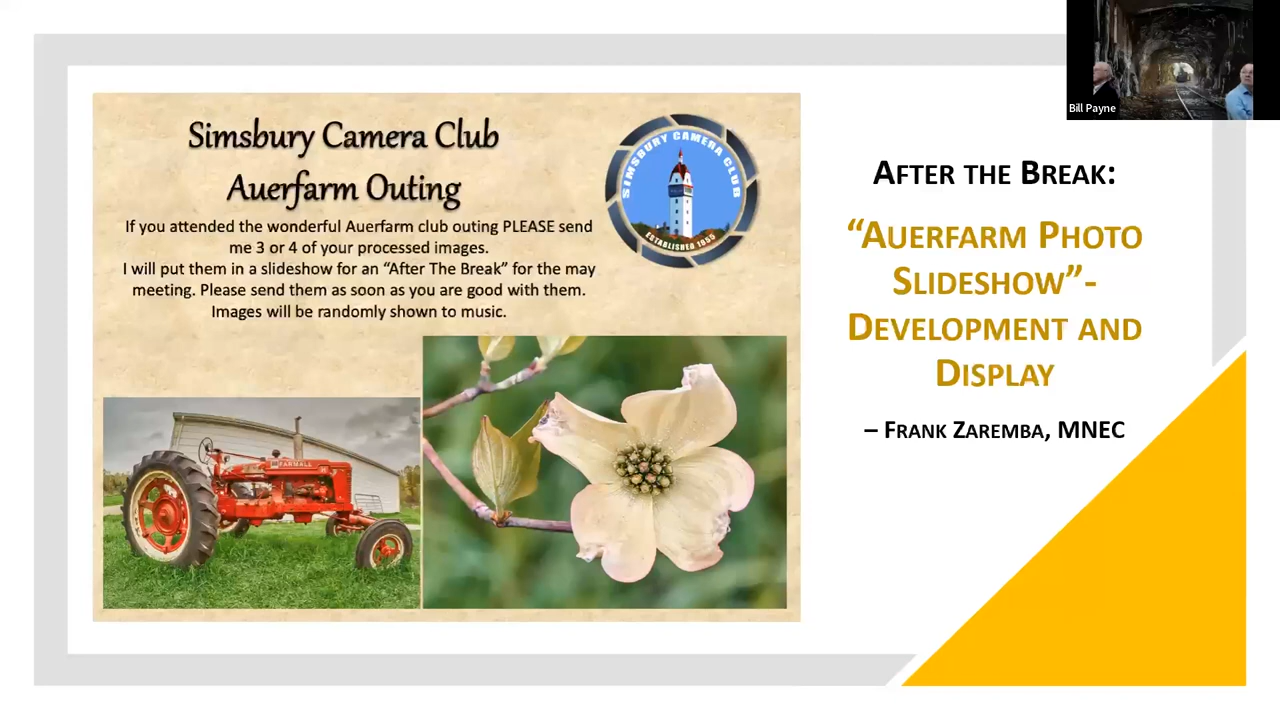 Simsbury Camera Club
Auerfarm Outing
If you attended the wonderful Auerfarm club outing PLEASE send
me 3 or 4 of your processed images.
I will put them in a slideshow for an “After The Break” for the may
meeting. Please send them as soon as you are good with them.
Images will be randomly shown to music.
SIMSBURY CAMERA CLUB
ESTABLISHED 1955
FARMALL
Bill Payne
After the Break:
“Auerfarm Photo
Slideshow”-
Development and
Display
– Frank Zaremba, MNEC